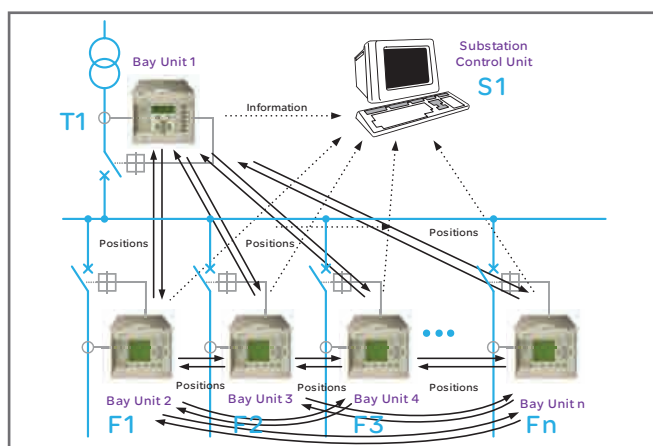 Bay Unit 1
Substation
Control Unit
S1
Information
T1
Positions
Positions
Positions
Positions
Positions
Positions
Bay Unit 2
Bay Unit 3
Bay Unit 4
Bay Unit n
F1
F2
F3
Fn